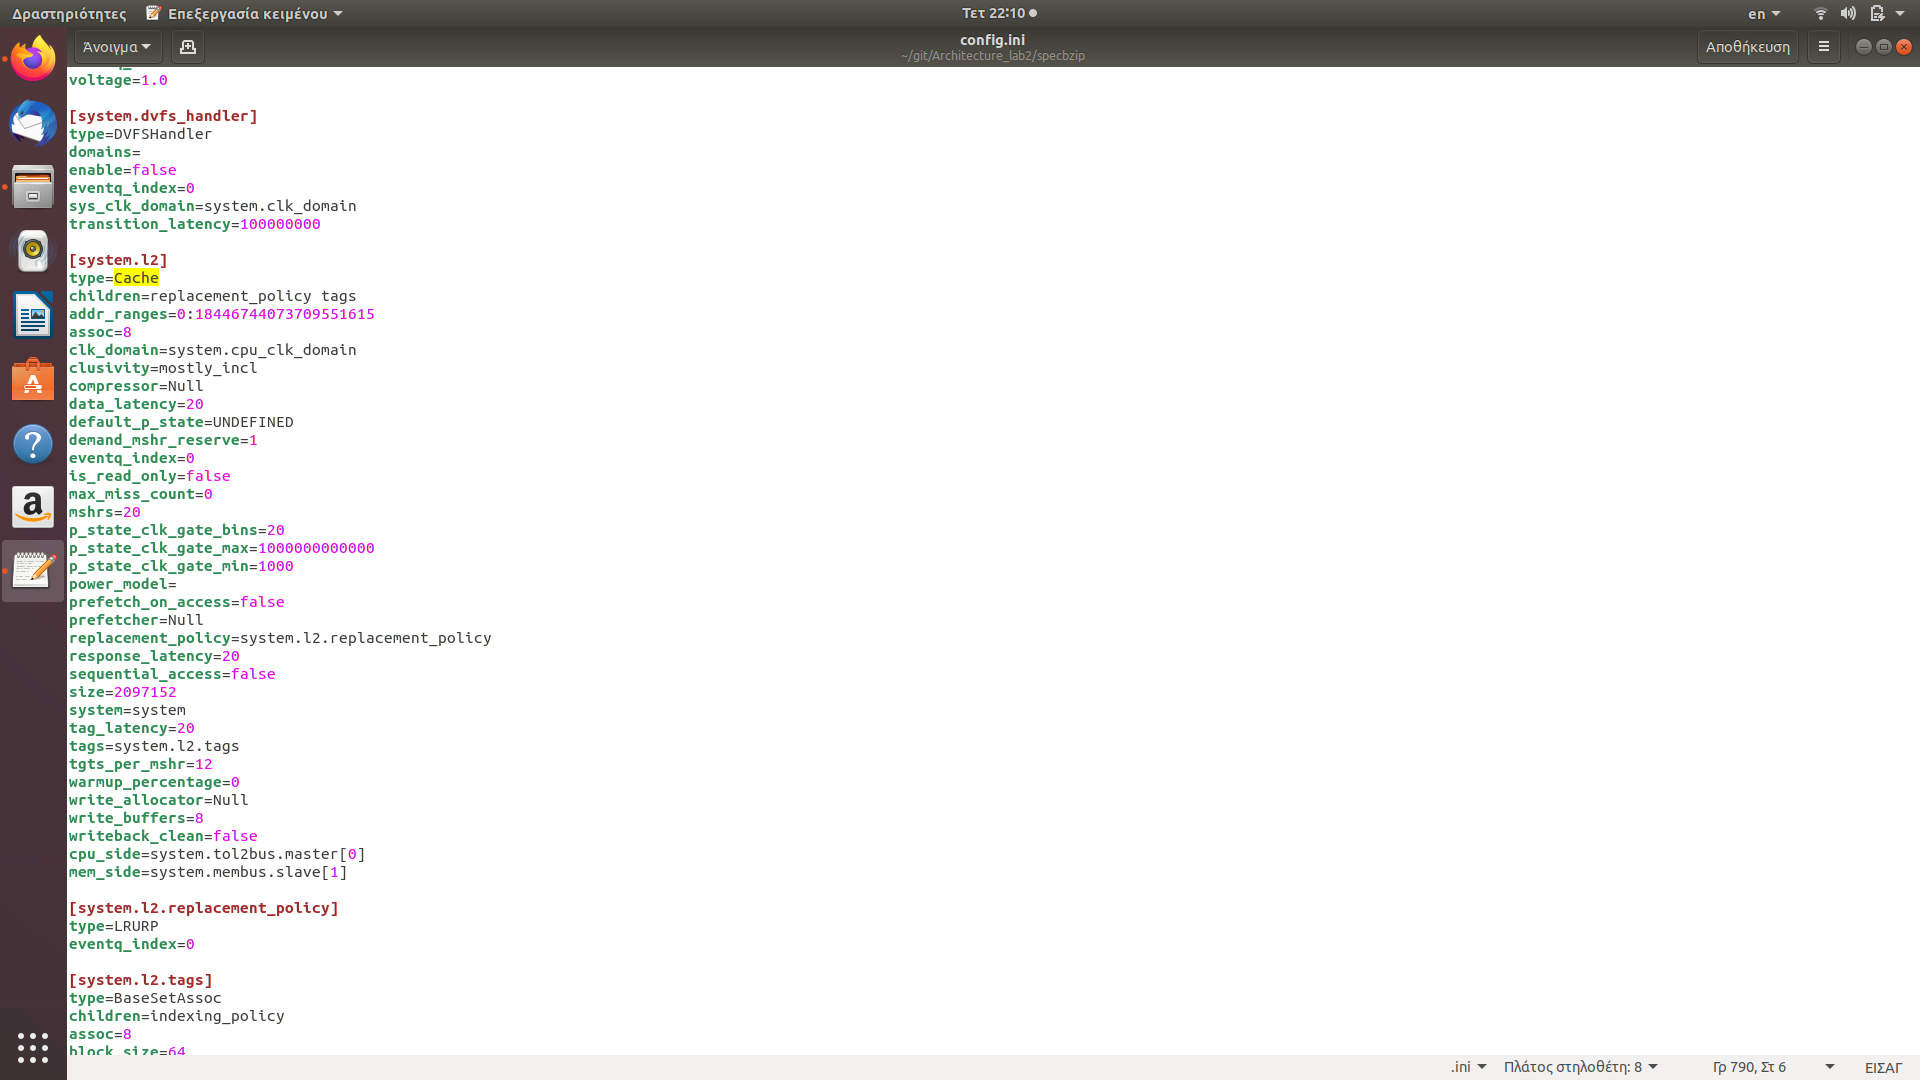 Δραστηριότητες Επεξεργασία κειμένου Τετ 22:10 en
Άνοιγμα config.ini Αποθήκευση
~/git/Architecture_lab2/specbzip
voltage=1.0
[system.dvfs_handler]
type=DVFSHandler
domains=
enable=false
eventq_index=0
sys_clk_domain=system.clk_domain
transition_latency=100000000
[system.l2]
type=Cache
children=replacement_policy tags
addr_ranges=0:18446744073709551615
assoc=8
clk_domain=system.cpu_clk_domain
clusivity=mostly_incl
compressor=Null
data_latency=20
default_p_state=UNDEFINED
demand_mshr_reserve=1
eventq_index=0
is_read_only=false
max_miss_count=0
mshrs=20
p_state_clk_gate_bins=20
p_state_clk_gate_max=1000000000000
p_state_clk_gate_min=1000
power_model=
prefetch_on_access=false
prefetcher=Null
replacement_policy=system.l2.replacement_policy
response_latency=20
sequential_access=false
size=2097152
system=system
tag_latency=20
tags=system.l2.tags
tgts_per_mshr=12
warmup_percentage=0
write_allocator=Null
write_buffers=8
writeback_clean=false
cpu_side=system.tol2bus.master[0]
mem_side=system.membus.slave[1]
[system.l2.replacement_policy]
type=LRURP
eventq_index=0
[system.l2.tags]
type=BaseSetAssoc
children=indexing_policy
assoc=8
block_size=64
.ini Πλάτος στηλοθέτη: 8 Γρ 790, Στ 6 ΕΙΣΑΓ